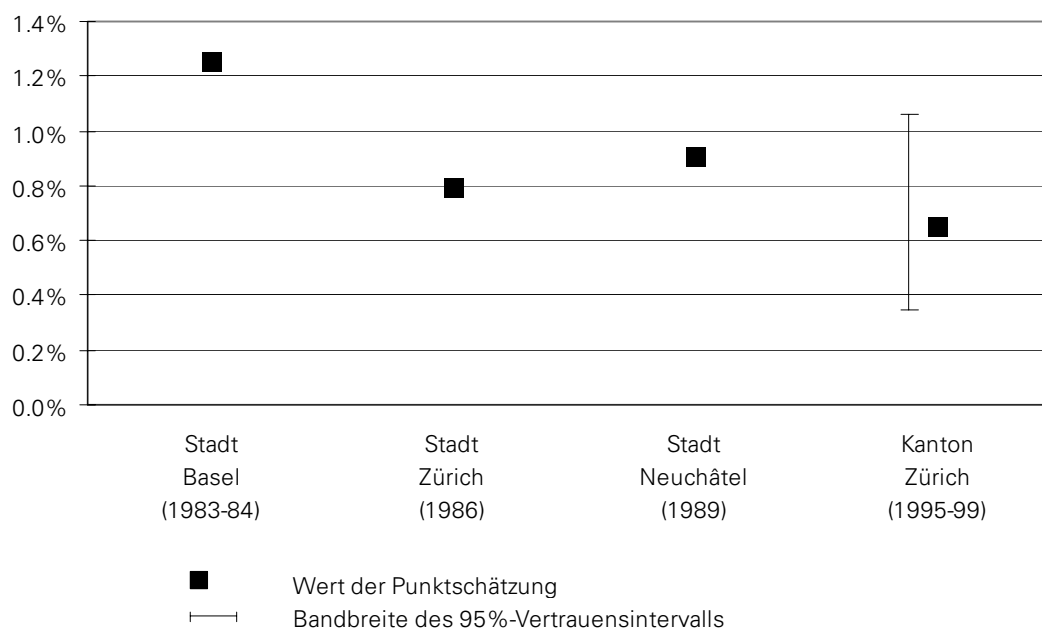 1.4%
1.2%
1.0%
0.8%
0.6%
0.4%
0.2%
0.0%
Stadt Stadt Stadt Kanton
Basel Zürich Neuchâtel Zürich
(1983-84) (1986) (1989) (1995-99)
Wert der Punktschätzung
Bandbreite des 95%-Vertrauensintervalls